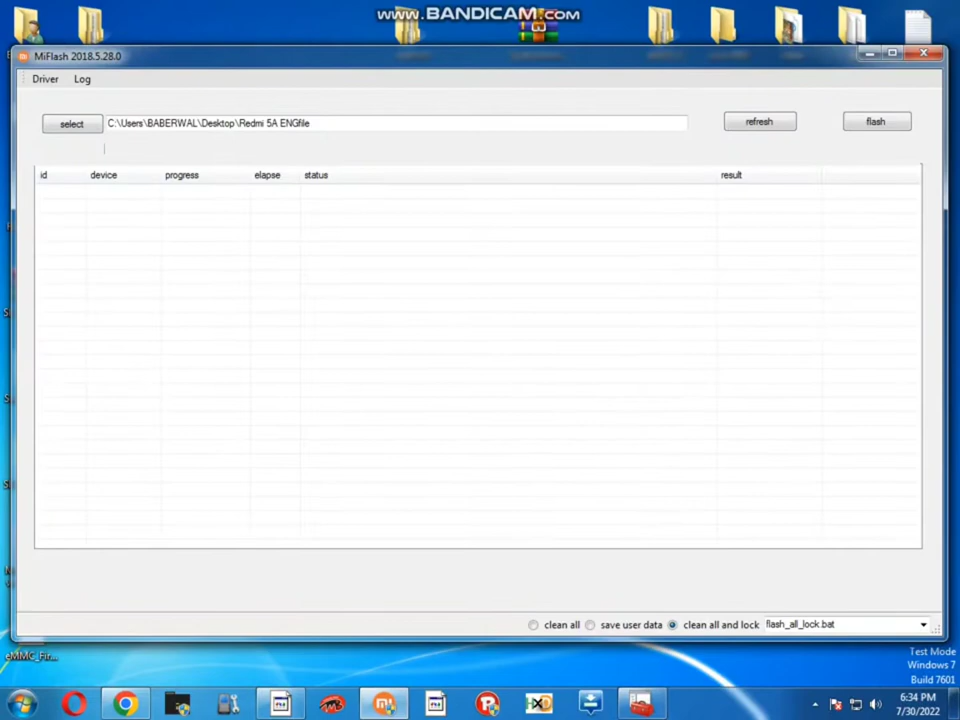 www.BANDICAM.com
MiFlash 2018.5.28.0
Driver Log
select C:\Users\BABERWAL\Desktop\Redmi 5A ENGfile refresh flash
id device progress elapse status result
clean all save user data clean all and lock flash_all_lock.bat
eMMC_Fir...
Test Mode
Windows 7
Build 7601
6:34 PM
7/30/2022